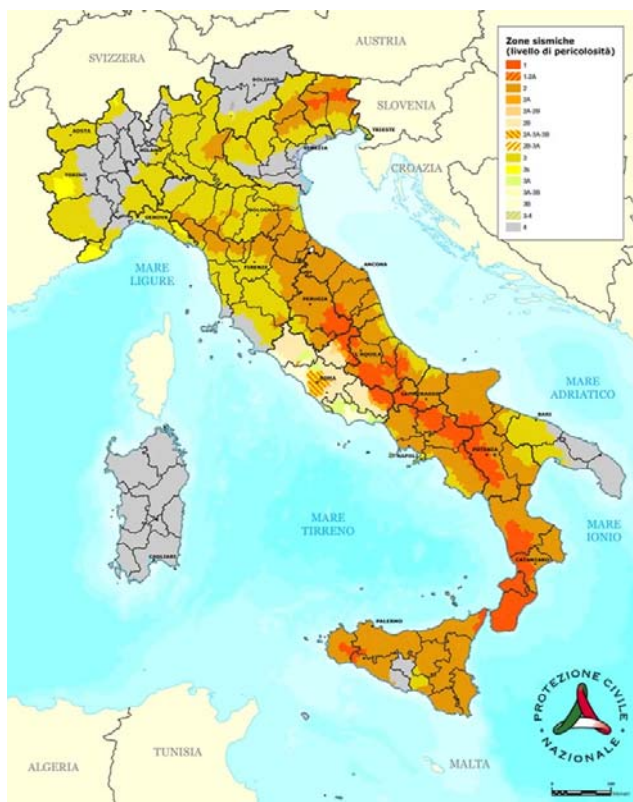 AUSTRIA
SVIZZERA
BOLZANO
SLOVENIA
AOSTA
TRIESTE
MILANO
VENEZIA
CROAZIA
TORINO
BOLOGNA
GENOVA
MARE
LIGURE
FIRENZE
ANCONA
PERUGIA
L'AQUILA
ROMA
CAMPOBASSO
MARE
ADRIATICO
BARI
NAPOLI
POTENZA
MARE
TIRRENO
MARE
IONIO
CAGLIARI
CATANZARO
PALERMO
ALGERIA
TUNISIA
MALTA
Zone sismiche
(livello di pericolosità)
1
1-2A
2
2A
2A-2B
2B
2A-3A-3B
2B-3A
3
3s
3A
3A-3B
3B
3-4
4
PROTEZIONE CIVILE
NAZIONALE